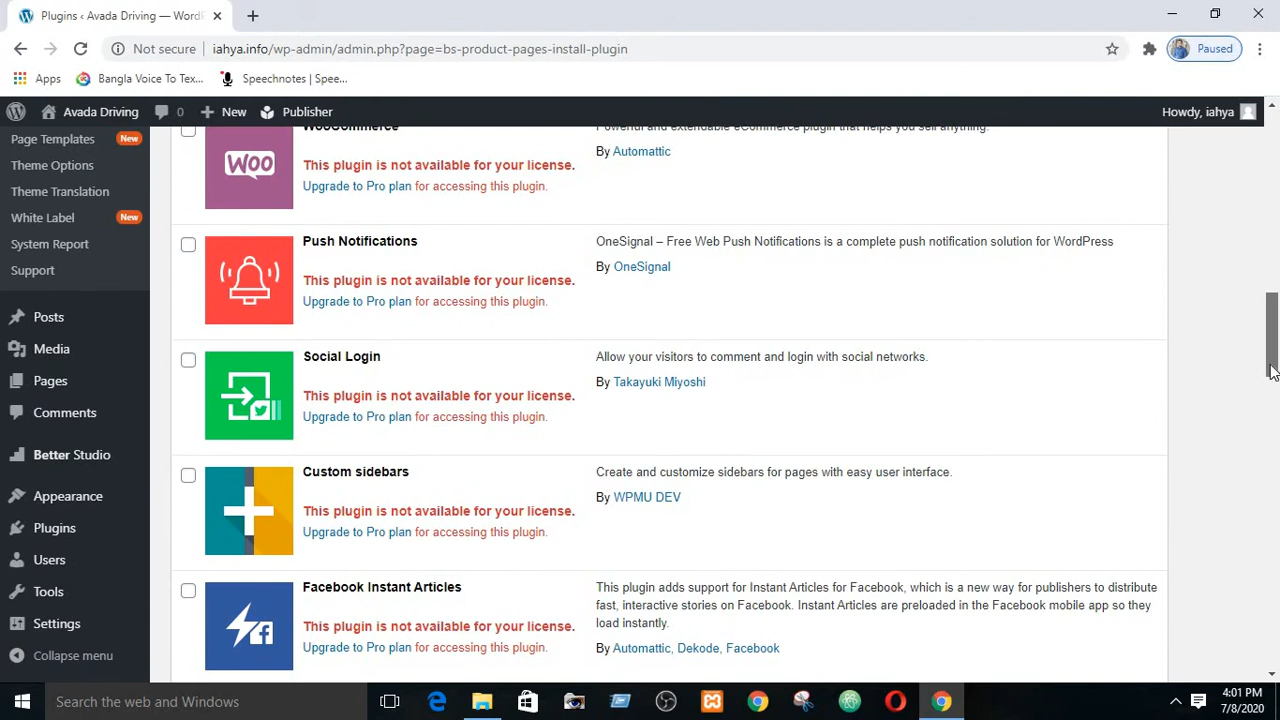 Plugins ‹ Avada Driving — WordP
Not secure
iahya.info/wp-admin/admin.php?page=bs-product-pages-install-plugin
Paused
Apps
Bangla Voice To Tex...
Speechnotes | Spee...
Avada Driving
0
New
Publisher
Howdy, iahya
Page Templates
New
Theme Options
Theme Translation
White Label
New
System Report
Support
Posts
Media
Pages
Comments
Better Studio
Appearance
Plugins
Users
Tools
Settings
Collapse menu
WOO
WooCommerce
This plugin is not available for your license.
Upgrade to Pro plan for accessing this plugin.
Powerful and extendable eCommerce plugin that helps you sell anything.
By Automattic
Push Notifications
This plugin is not available for your license.
Upgrade to Pro plan for accessing this plugin.
OneSignal – Free Web Push Notifications is a complete push notification solution for WordPress
By OneSignal
Social Login
This plugin is not available for your license.
Upgrade to Pro plan for accessing this plugin.
Allow your visitors to comment and login with social networks.
By Takayuki Miyoshi
Custom sidebars
This plugin is not available for your license.
Upgrade to Pro plan for accessing this plugin.
Create and customize sidebars for pages with easy user interface.
By WPMU DEV
Facebook Instant Articles
This plugin is not available for your license.
Upgrade to Pro plan for accessing this plugin.
This plugin adds support for Instant Articles for Facebook, which is a new way for publishers to distribute
fast, interactive stories on Facebook. Instant Articles are preloaded in the Facebook mobile app so they
load instantly.
By Automattic, Dekode, Facebook
Search the web and Windows
4:01 PM
7/8/2020